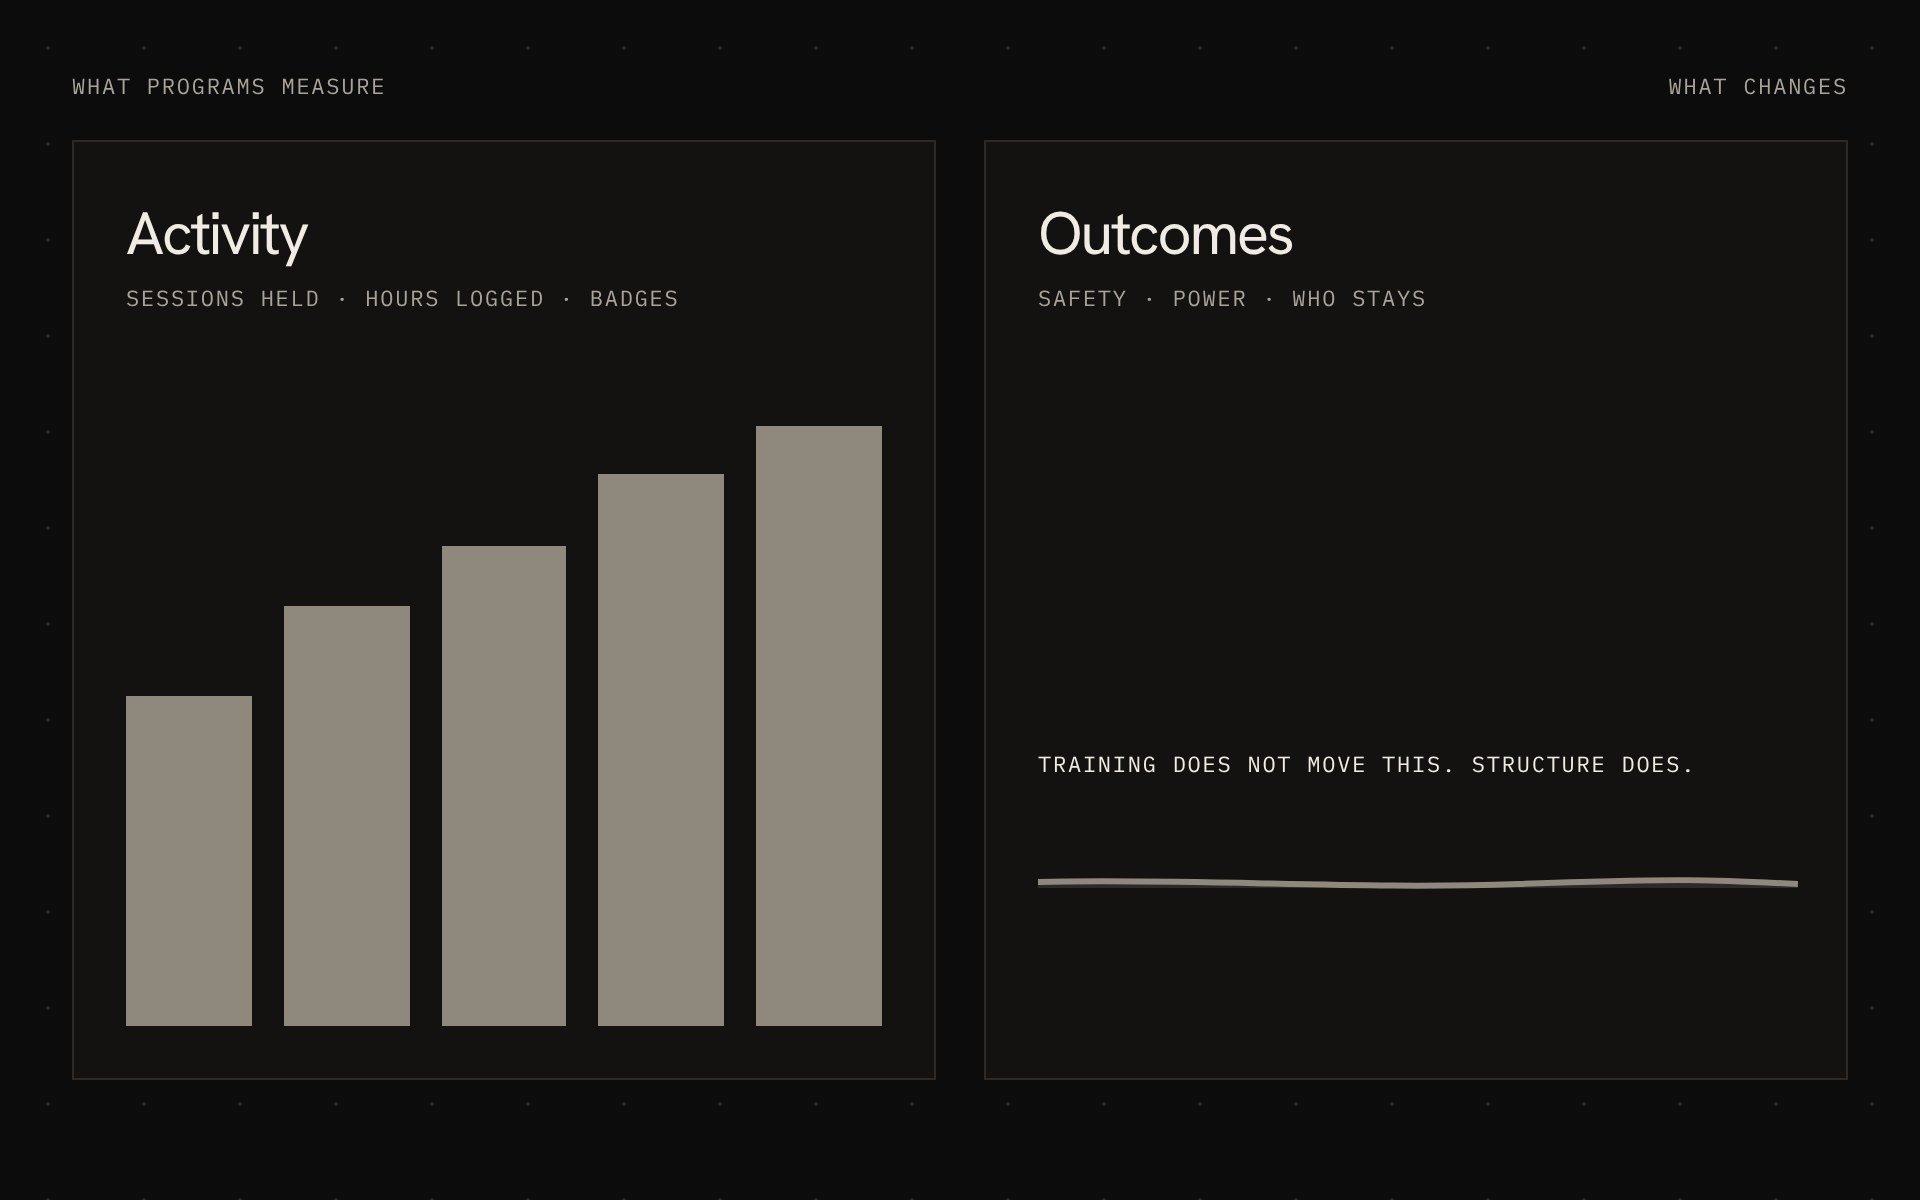 WHAT PROGRAMS MEASURE
WHAT CHANGES
Activity
SESSIONS HELD · HOURS LOGGED · BADGES
Outcomes
SAFETY · POWER · WHO STAYS
TRAINING DOES NOT MOVE THIS. STRUCTURE DOES.